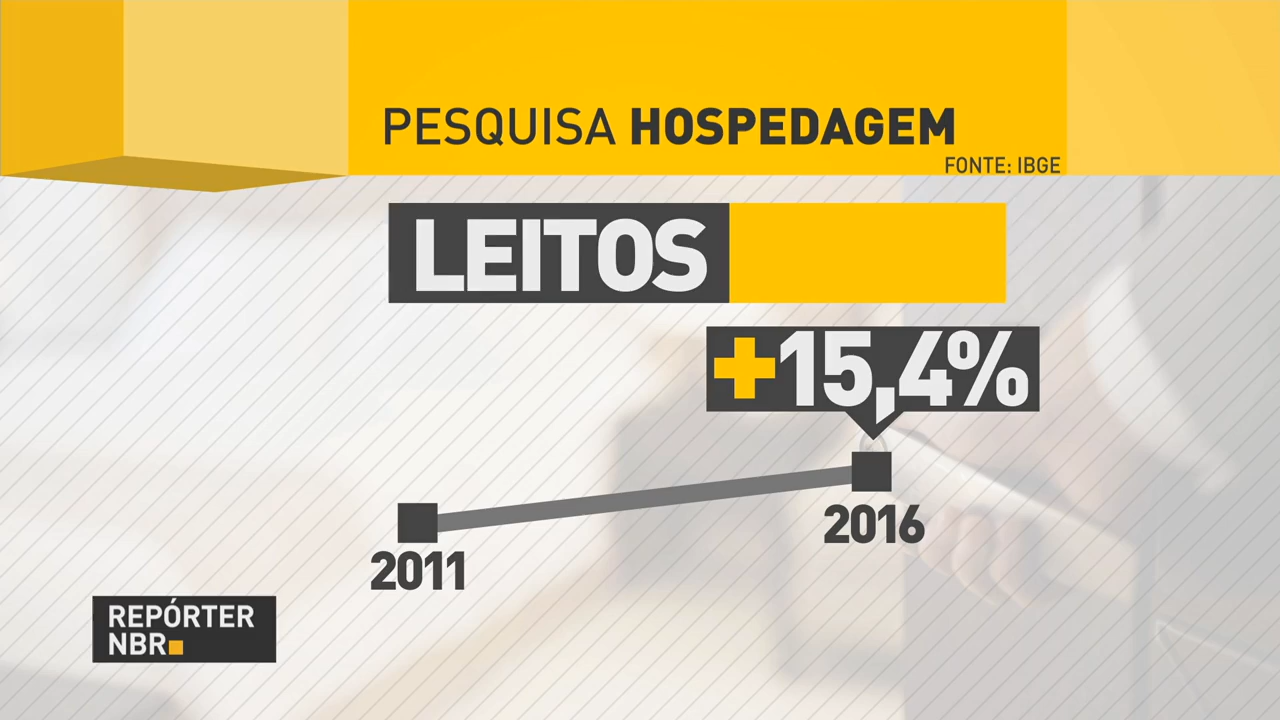 PESQUISA HOSPEDAGEM
FONTE: IBGE
LEITOS
+15,4%
2016
2011
REPÓRTER
NBR